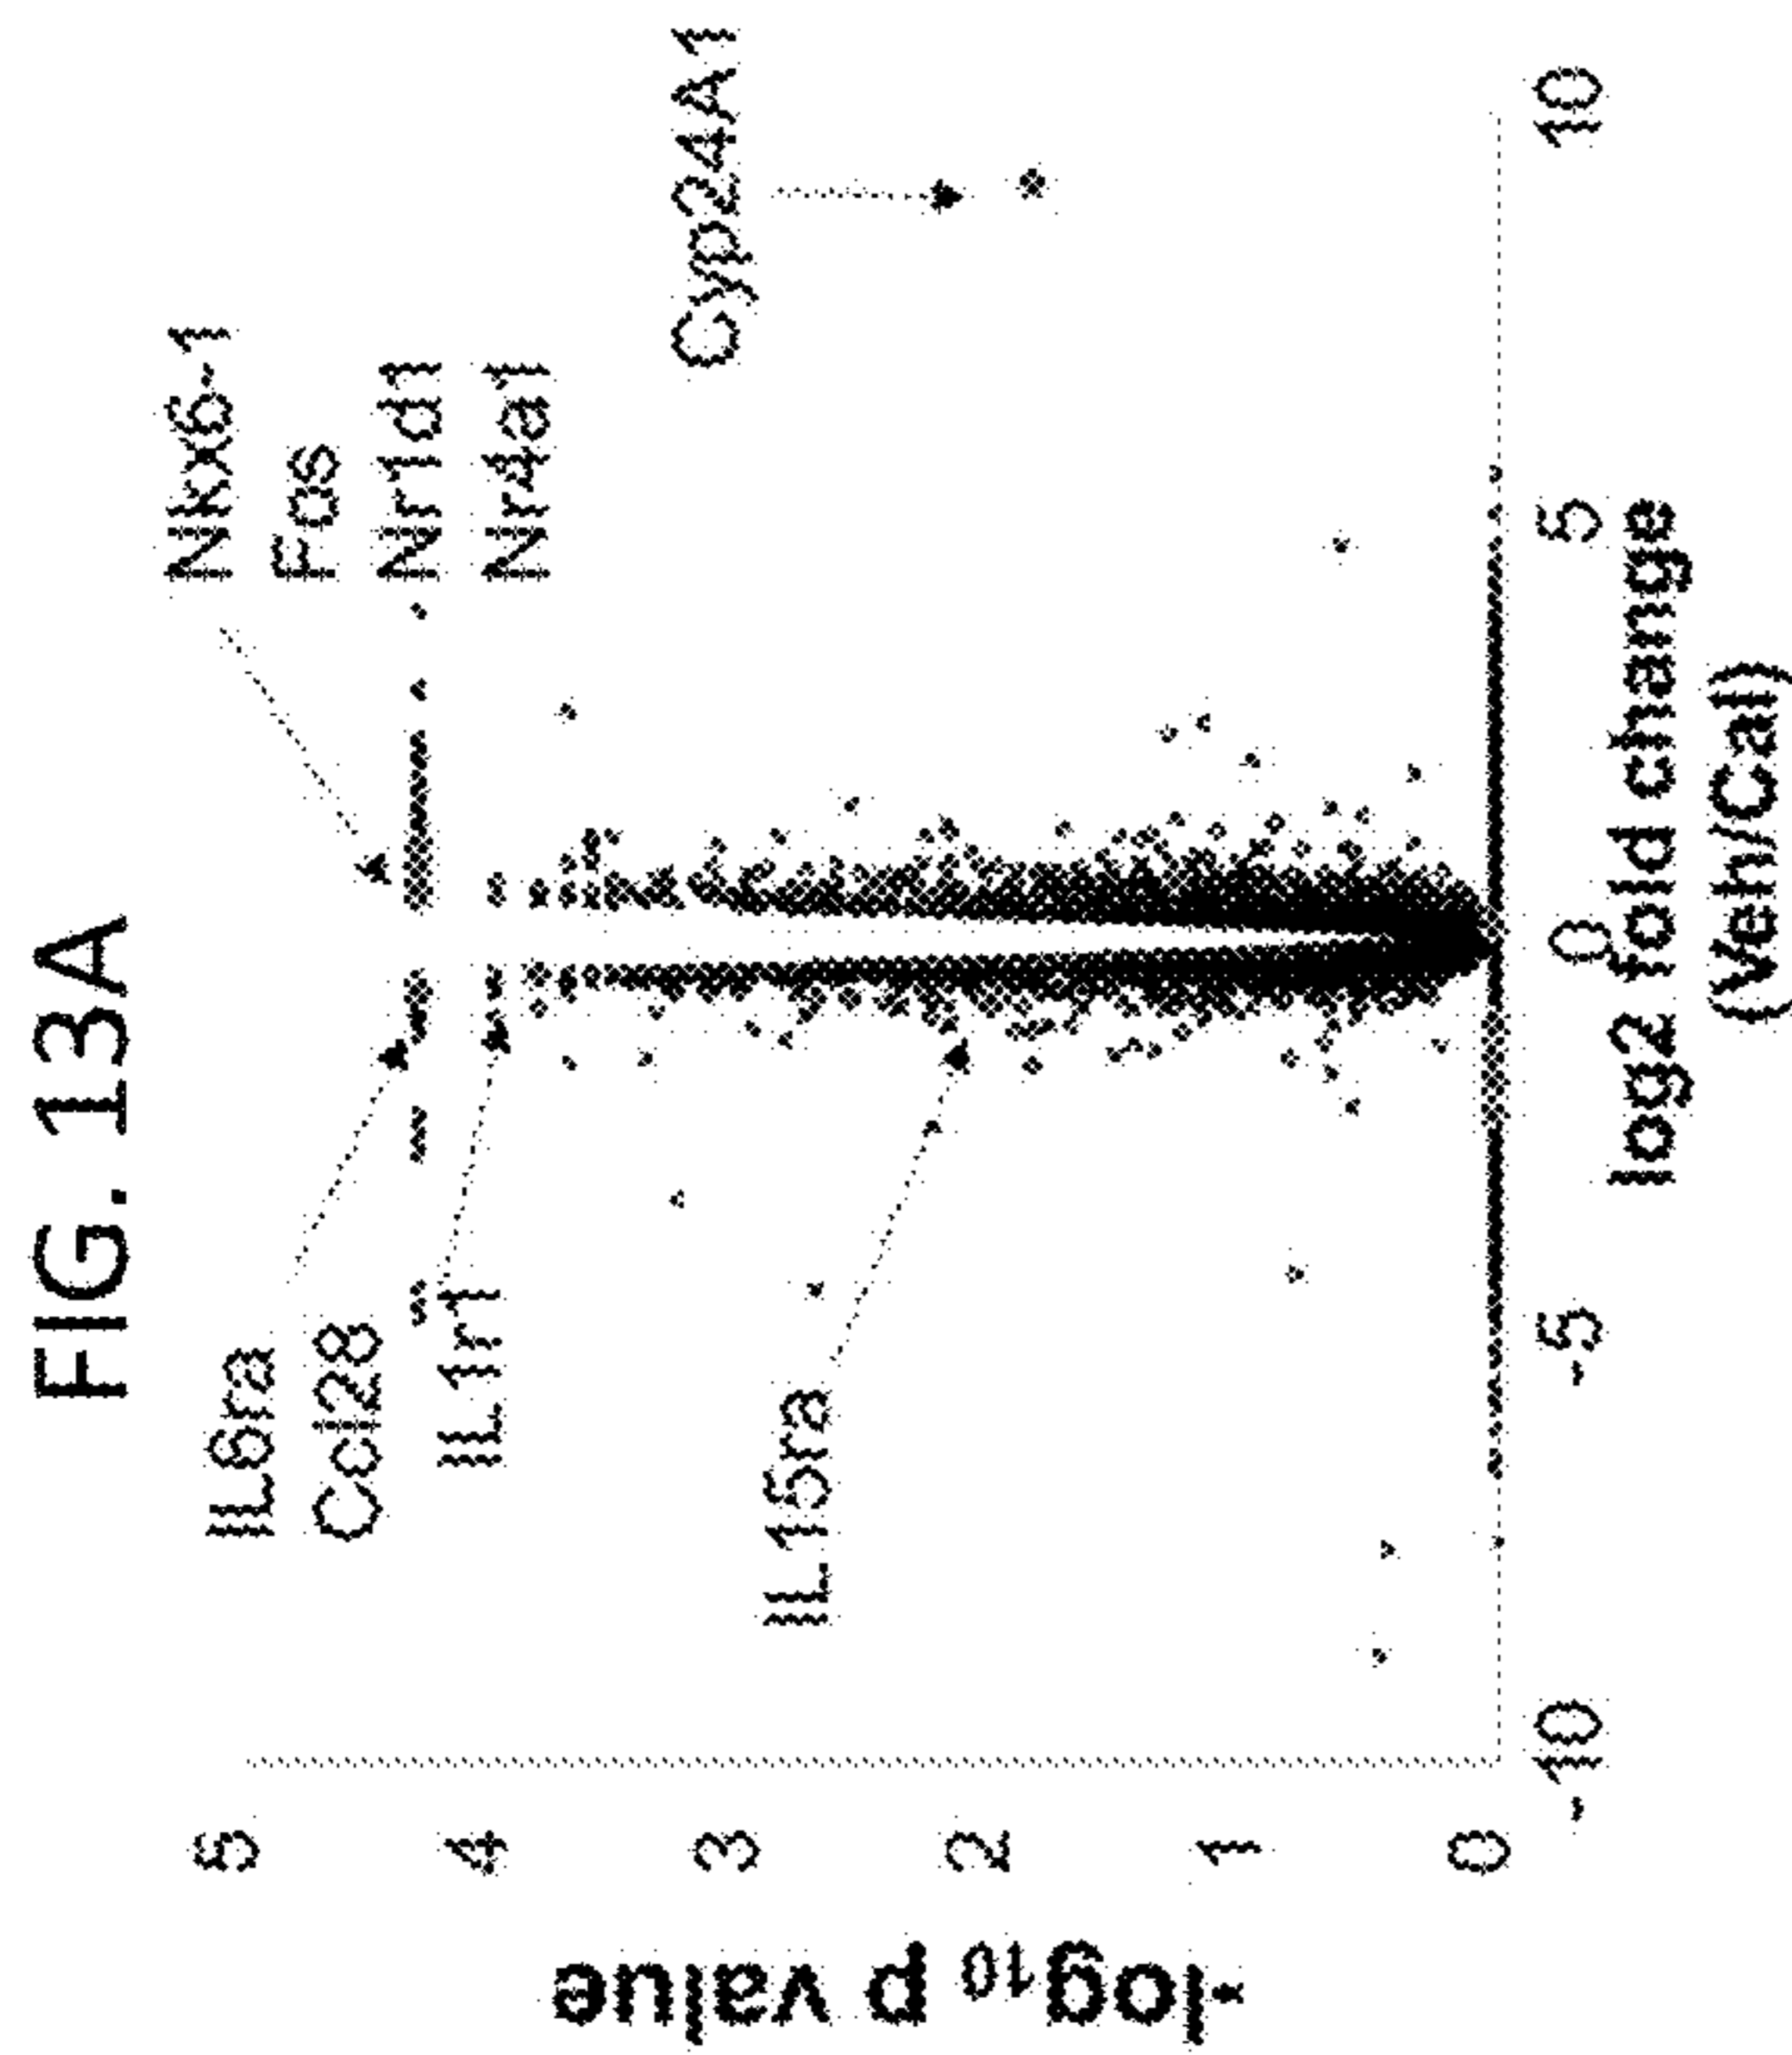 FIG. 13A
IL6ra
Ccl28
IL1r1
IL15ra
Nkx6-1
Fos
Nr1d1
Nr4a1
Cyp24A1
-log10 p value
5
4
3
2
1
0
-10
-5
0
5
10
log2 fold change
(Veh/Cal)